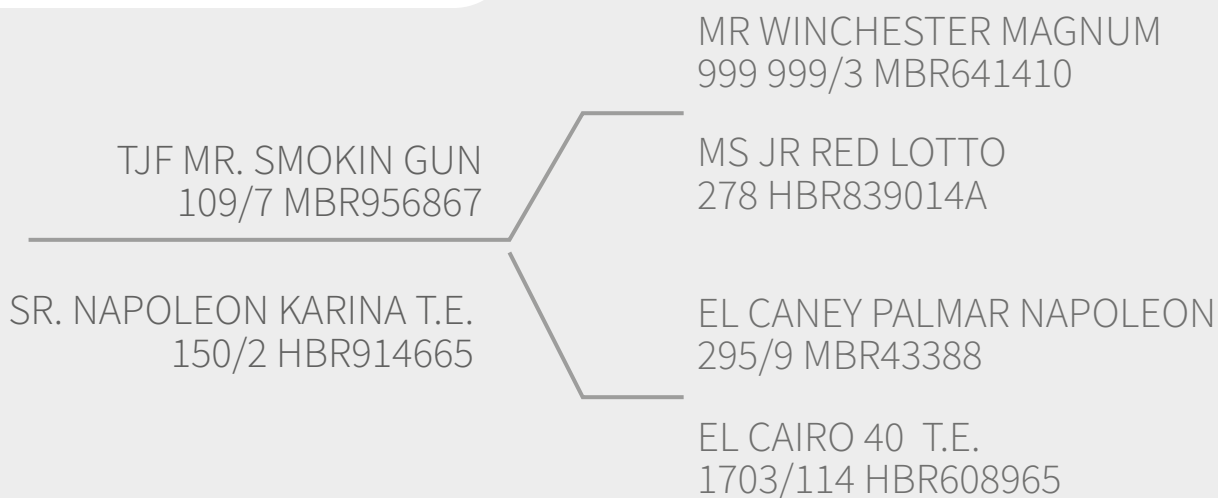 TJF MR. SMOKIN GUN
109/7 MBR956867
SR. NAPOLEON KARINA T.E.
150/2 HBR914665
MR WINCHESTER MAGNUM
999 999/3 MBR641410
MS JR RED LOTTO
278 HBR839014A
EL CANEY PALMAR NAPOLEON
295/9 MBR43388
EL CAIRO 40 T.E.
1703/114 HBR608965